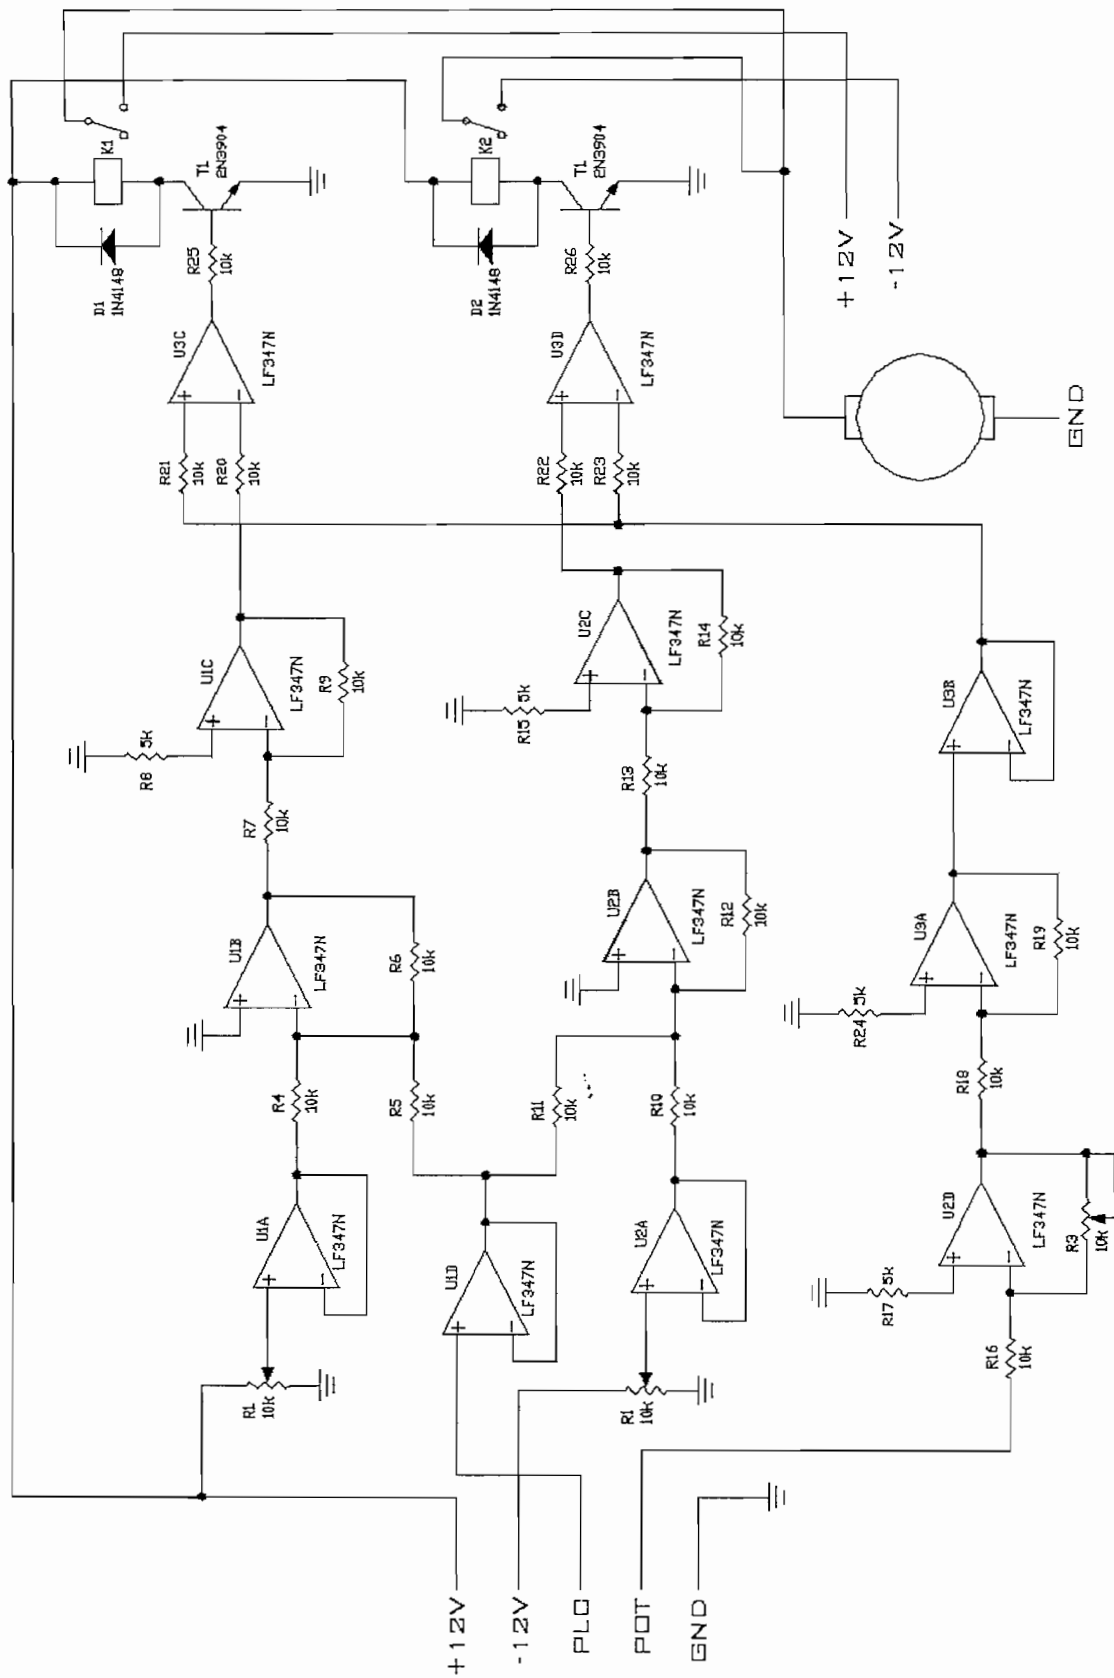 K1
T1
2N3904
D1
1N4148
R25
10k
U3C
LF347N
R21
10k
R20
10k
K2
T1
2N3904
D2
1N4148
R26
10k
U3D
LF347N
R22
10k
R23
10k
+12V
-12V
GND
U1C
LF347N
R9
10k
R8
5k
R7
10k
U2C
LF347N
R14
10k
R15
5k
R13
10k
U3B
LF347N
U1B
LF347N
R6
10k
R4
10k
R5
10k
U2B
LF347N
R12
10k
R11
10k
R10
10k
U3A
LF347N
R19
10k
R24
5k
R18
10k
U1A
LF347N
R1
10k
U1D
LF347N
U2A
LF347N
R1
10k
U2D
LF347N
R3
10k
R17
5k
R16
10k
+12V
-12V
PLC
POT
GND